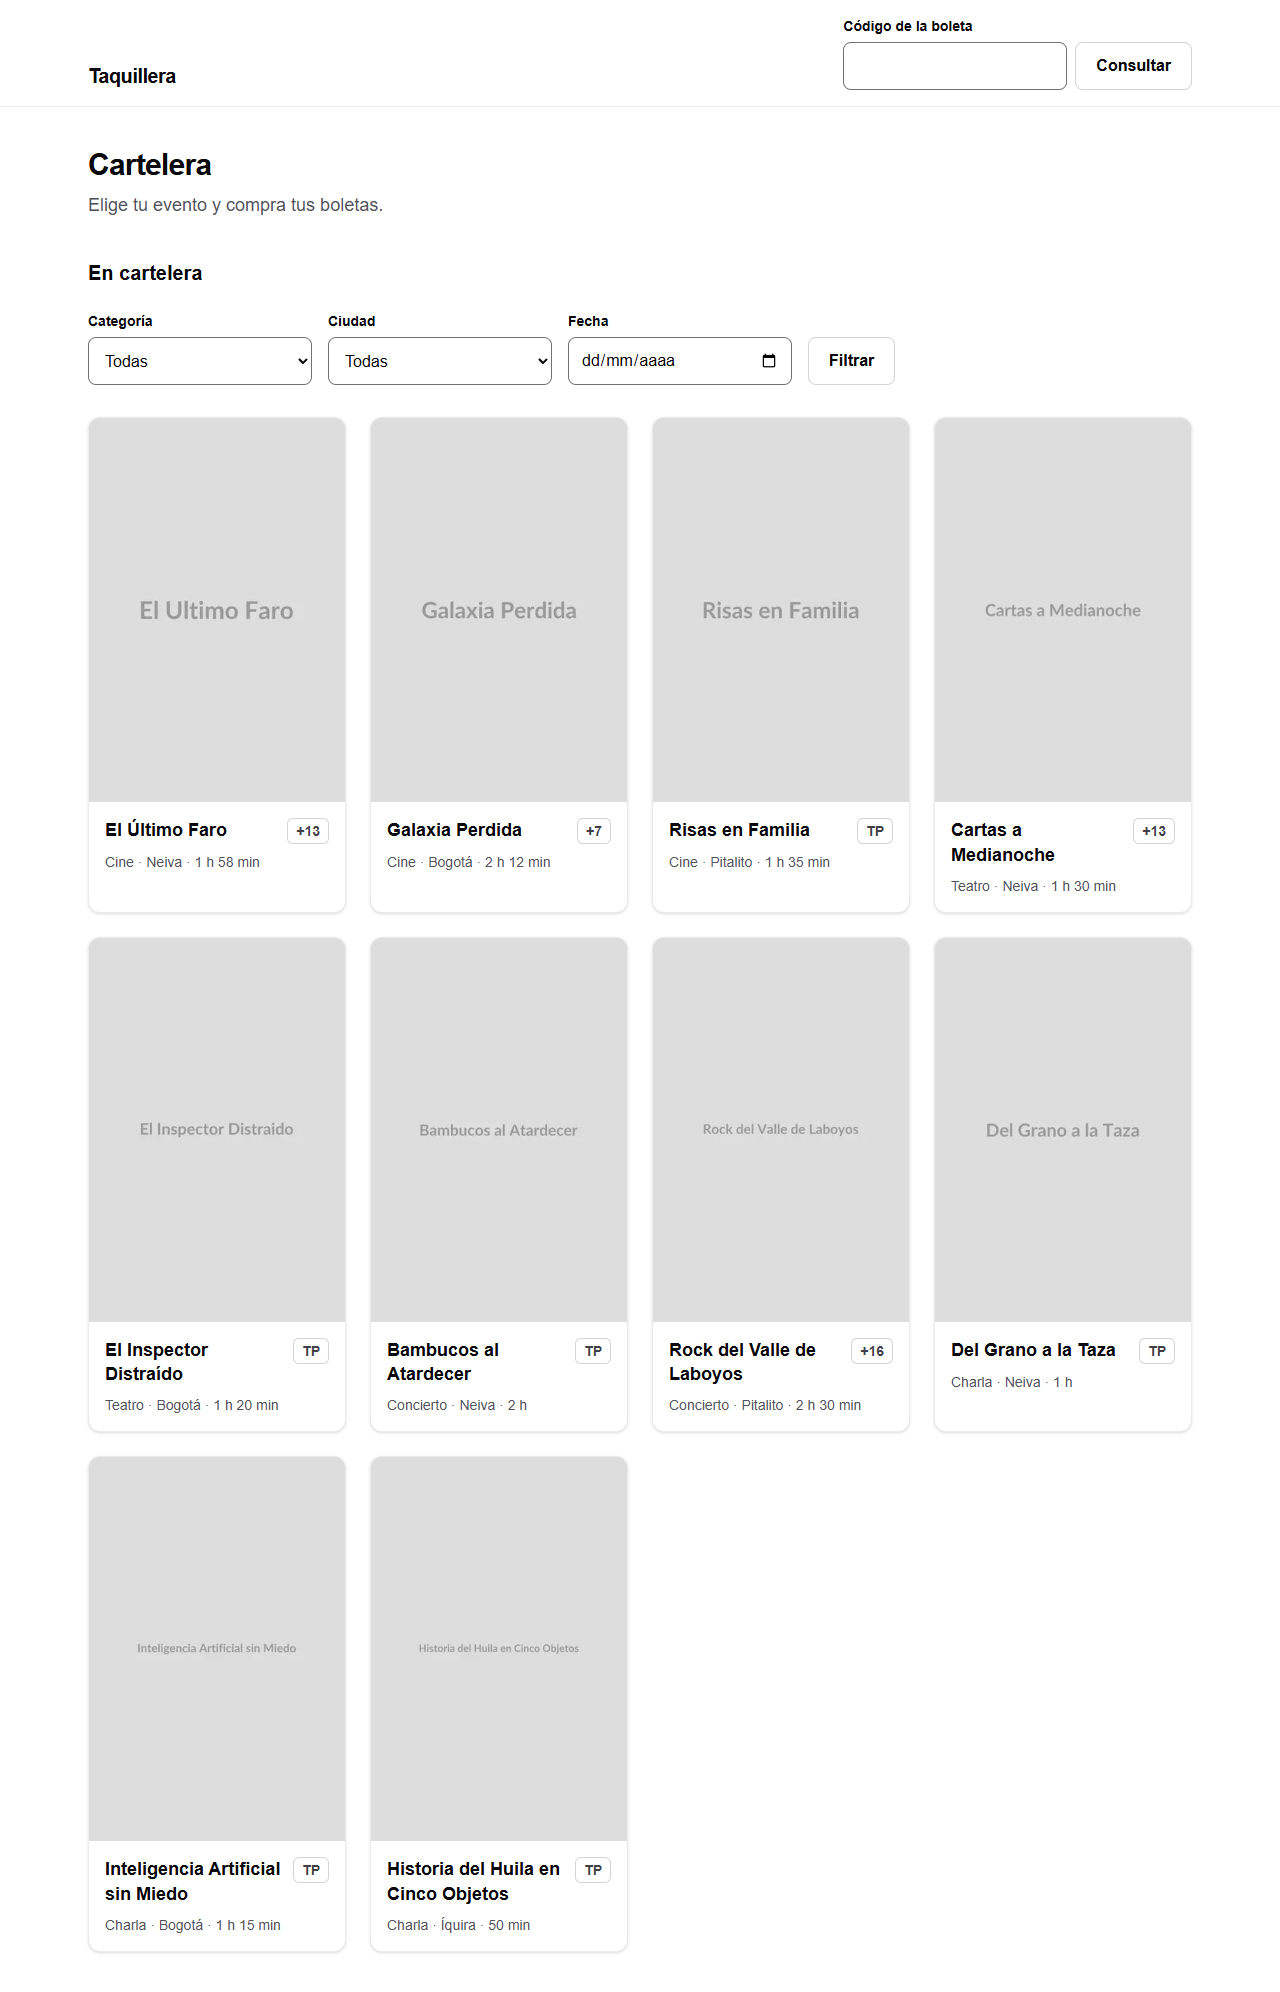 Código de la boleta
Taquillera
Consultar
Cartelera
Elige tu evento y compra tus boletas.
En cartelera
Categoría
Ciudad
Fecha
Todas
Todas
dd/mm/aaaa
Filtrar
El Ultimo Faro
Galaxia Perdida
Risas en Familia
Cartas a Medianoche
El Último Faro
+13
Cine · Neiva · 1 h 58 min
Galaxia Perdida
+7
Cine · Bogotá · 2 h 12 min
Risas en Familia
TP
Cine · Pitalito · 1 h 35 min
Cartas a
Medianoche
+13
Teatro · Neiva · 1 h 30 min
El Inspector Distraido
Bambucos al Atardecer
Rock del Valle de Laboyos
Del Grano a la Taza
El Inspector
Distraído
TP
Teatro · Bogotá · 1 h 20 min
Bambucos al
Atardecer
TP
Concierto · Neiva · 2 h
Rock del Valle de
Laboyos
+16
Concierto · Pitalito · 2 h 30 min
Del Grano a la Taza
TP
Charla · Neiva · 1 h
Inteligencia Artificial sin Miedo
Historia del Huila en Cinco Objetos
Inteligencia Artificial
sin Miedo
TP
Charla · Bogotá · 1 h 15 min
Historia del Huila en
Cinco Objetos
TP
Charla · Íquira · 50 min